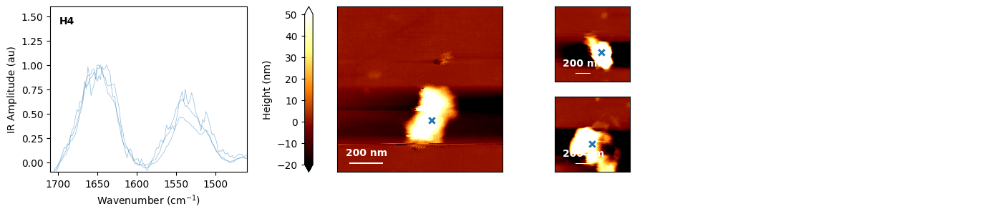 H4
IR Amplitude (au)
1.50
1.25
1.00
0.75
0.50
0.25
0.00
1700 1650 1600 1550 1500
Wavenumber (cm⁻¹)
Height (nm)
50
40
30
20
10
0
−10
−20
200 nm
200 nm
200 nm